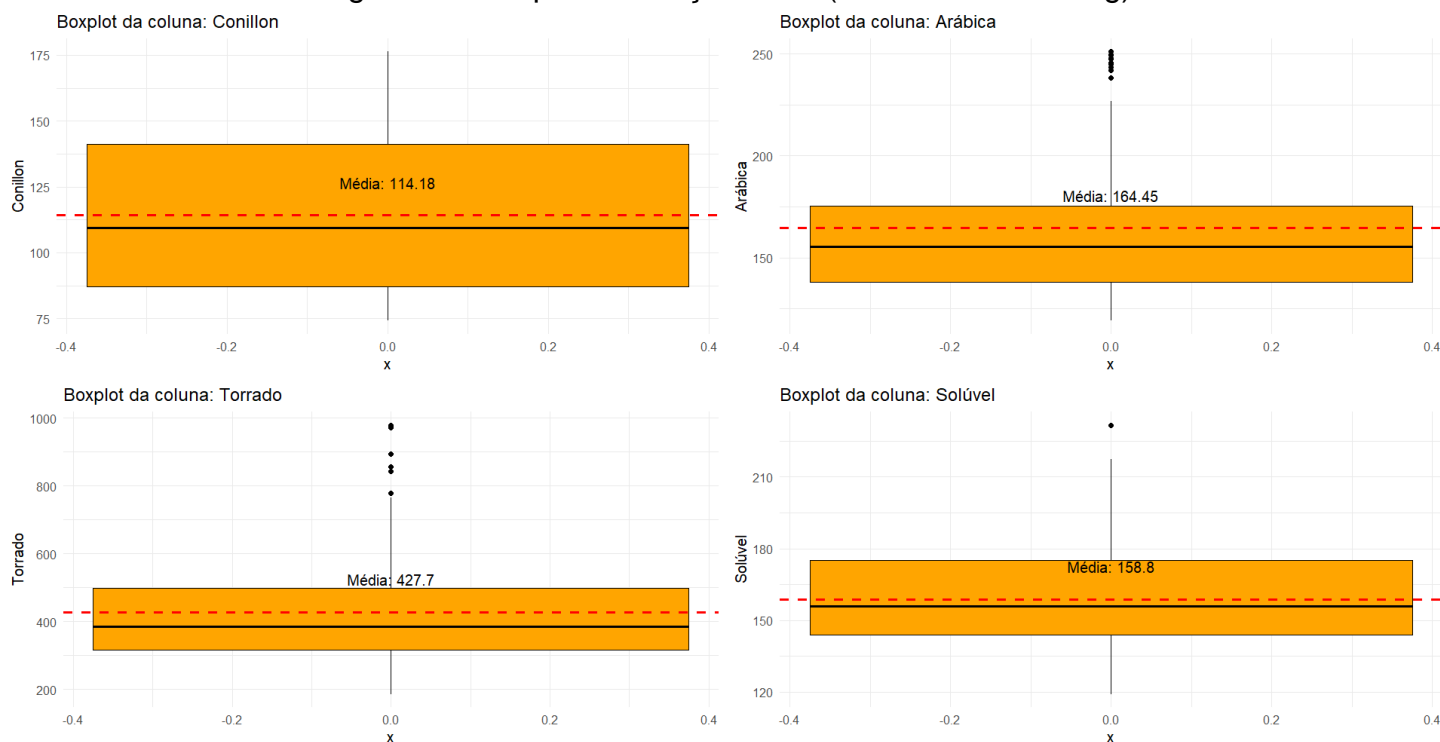 Boxplot da coluna: Conillon
175
150
125
100
75
Conillon
Média: 114.18
-0.4 -0.2 0.0 0.2 0.4
x
Boxplot da coluna: Arábica
250
200
150
Arábica
Média: 164.45
-0.4 -0.2 0.0 0.2 0.4
x
Boxplot da coluna: Torrado
1000
800
600
400
200
Torrado
Média: 427.7
-0.4 -0.2 0.0 0.2 0.4
x
Boxplot da coluna: Solúvel
210
180
150
120
Solúvel
Média: 158.8
-0.4 -0.2 0.0 0.2 0.4
x